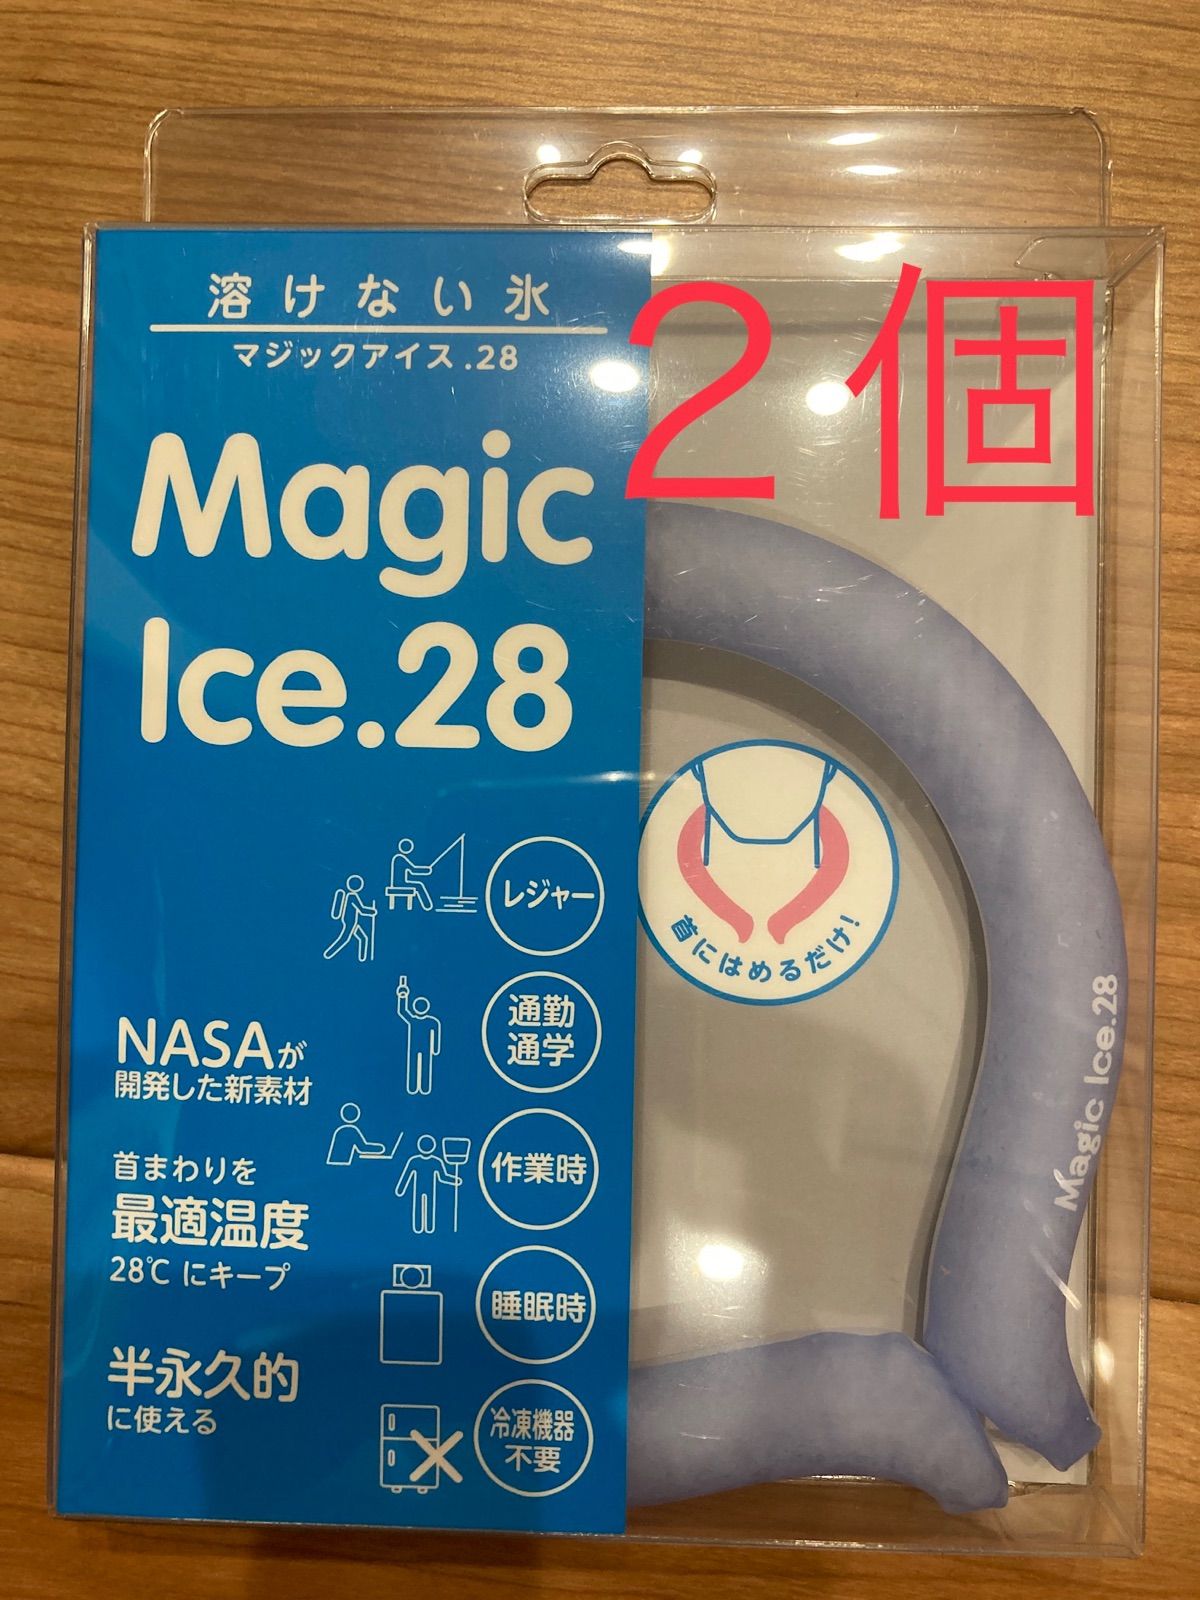 溶けない氷
マジックアイス.28
2個
Magic
Ice.28
首にはめるだけ!
レジャー
通勤
通学
NASAが
開発した新素材
作業時
首まわりを
最適温度
28℃にキープ
睡眠時
半永久的
に使える
冷凍機器
不要
Magic Ice.28